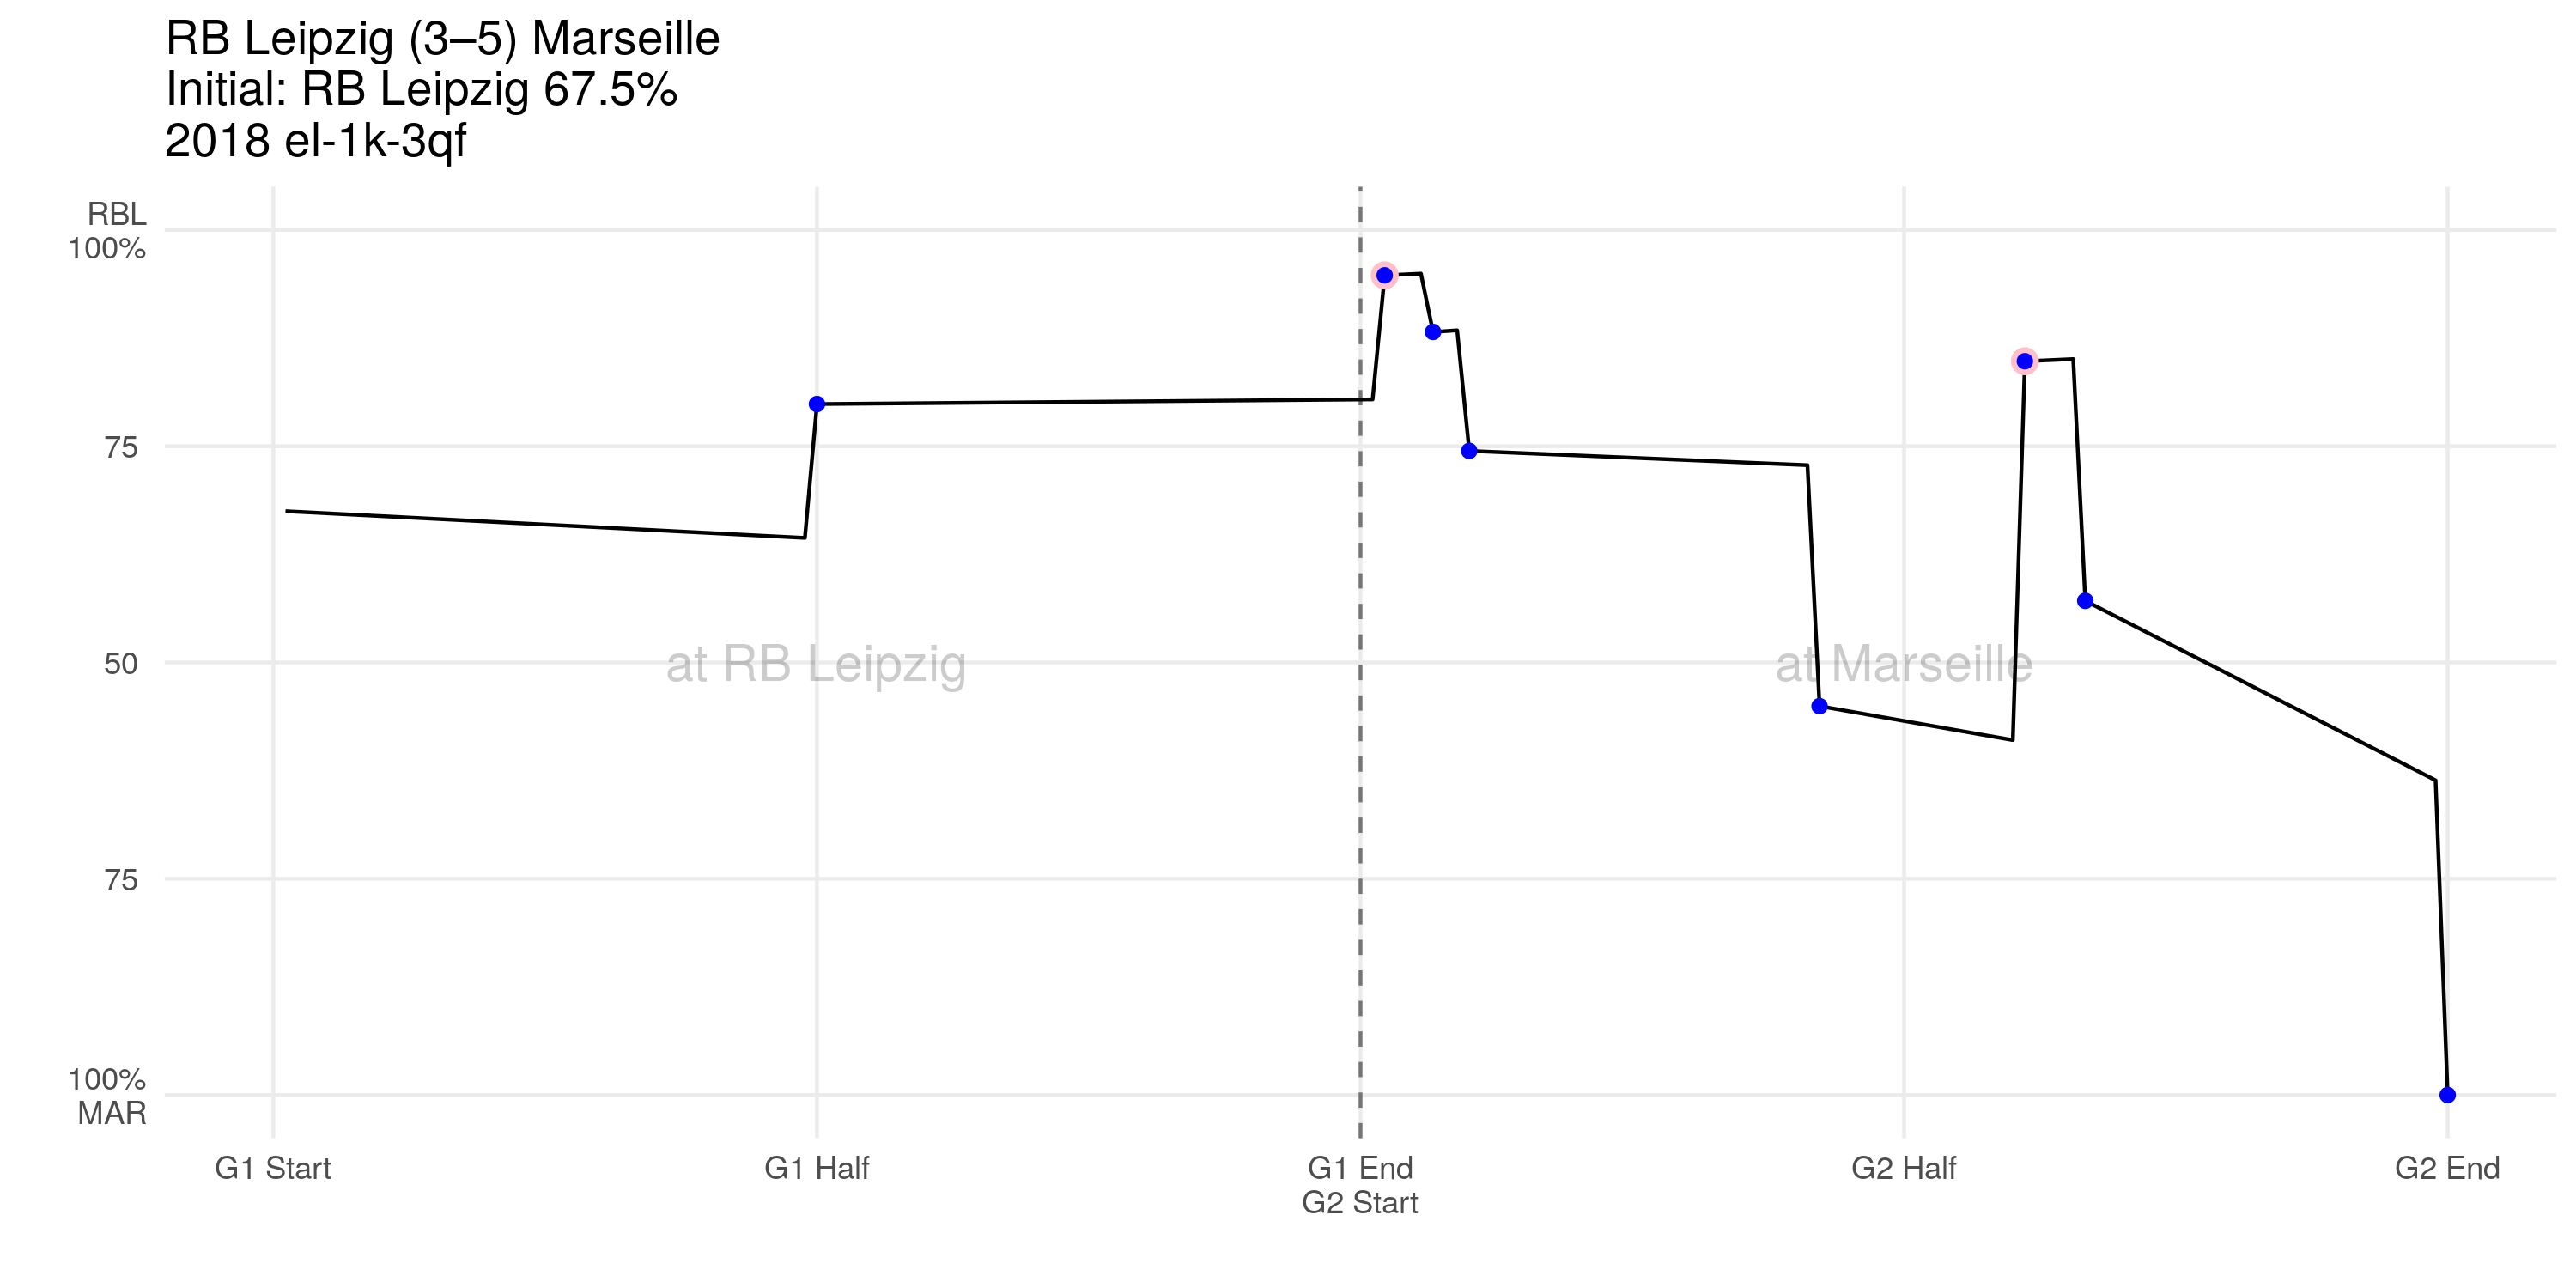 RB Leipzig (3–5) Marseille
Initial: RB Leipzig 67.5%
2018 el-1k-3qf
RBL
100%
75
50
75
100%
MAR
at RB Leipzig
at Marseille
G1 Start
G1 Half
G1 End
G2 Start
G2 Half
G2 End